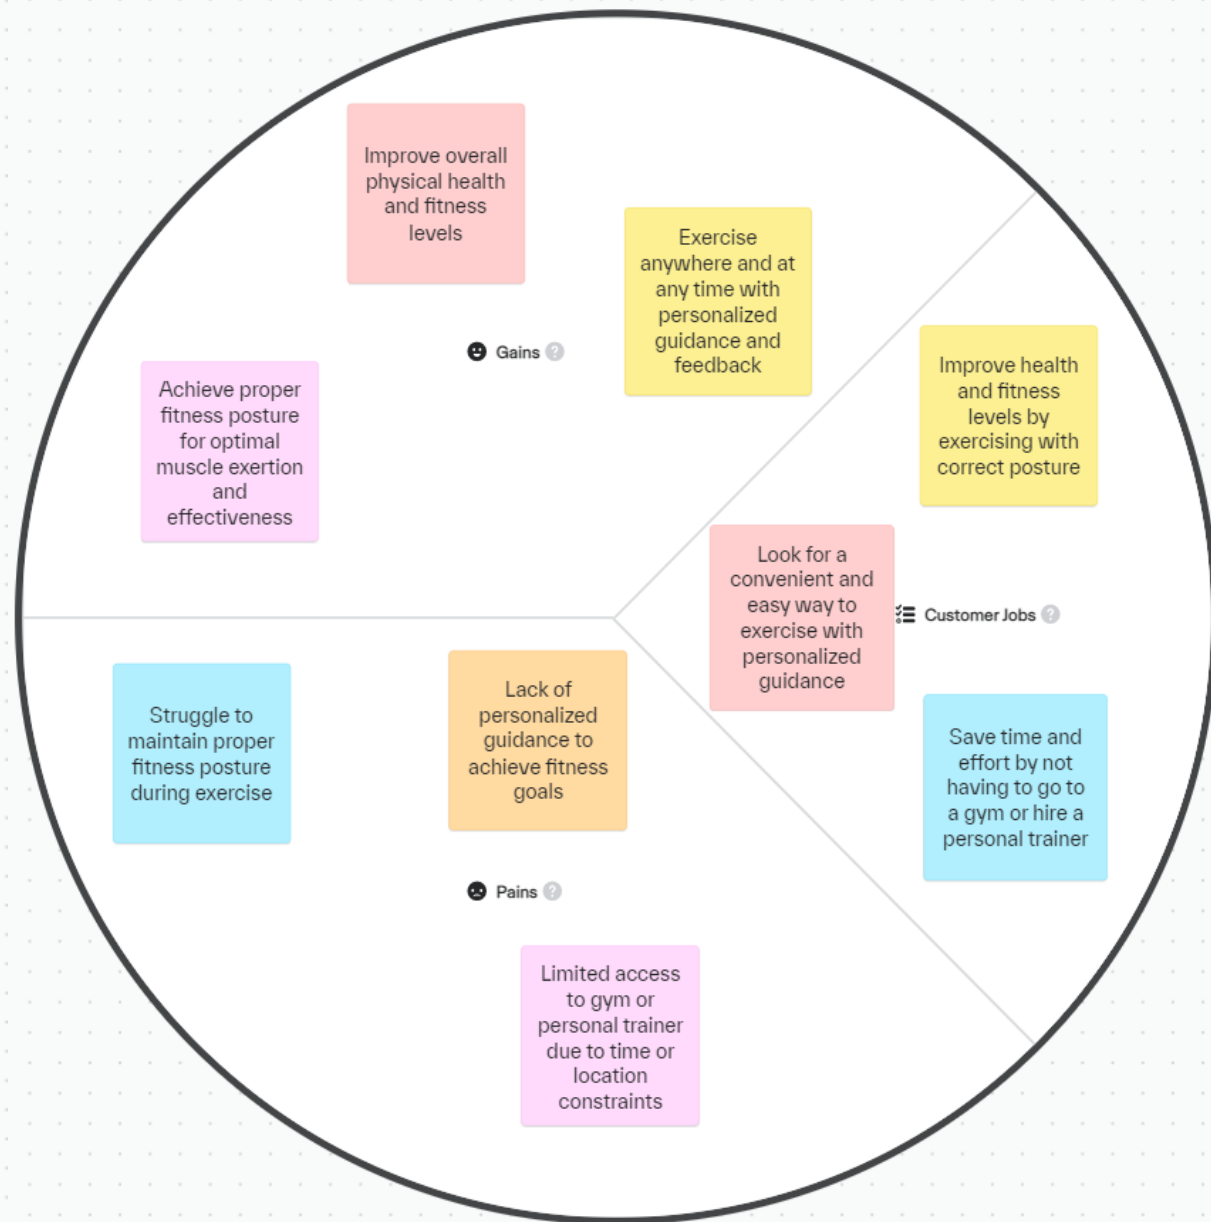 Improve overall
physical health
and fitness
levels
Exercise
anywhere and at
any time with
personalized
guidance and
feedback
Gains ?
Achieve proper
fitness posture
for optimal
muscle exertion
and
effectiveness
Improve health
and fitness
levels by
exercising with
correct posture
Look for a
convenient and
easy way to
exercise with
personalized
guidance
Customer Jobs ?
Save time and
effort by not
having to go to
a gym or hire a
personal trainer
Struggle to
maintain proper
fitness posture
during exercise
Lack of
personalized
guidance to
achieve fitness
goals
Pains ?
Limited access
to gym or
personal trainer
due to time or
location
constraints